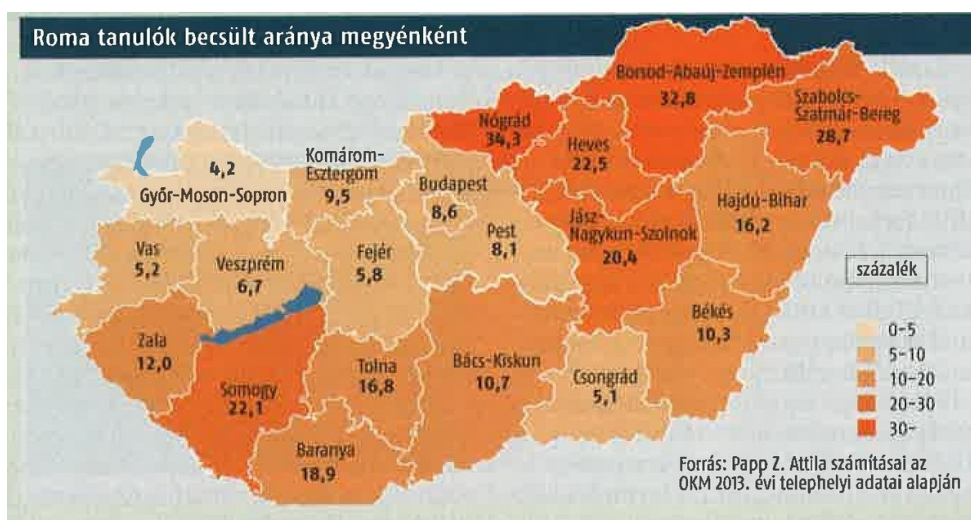 Roma tanulók becsült aránya megyénként
Borsod-Abaúj-Zemplén
32,8
Szabolcs-
Szatmár-Bereg
28,7
Nógrád
34,3
Heves
22,5
4,2
Győr-Moson-Sopron
Komárom-
Esztergom
9,5
Budapest
8,6
Pest
8,1
Jász-
Nagykun-Szolnok
20,4
Hajdú-Bihar
16,2
Vas
5,2
Veszprém
6,7
Fejér
5,8
Zala
12,0
Somogy
22,1
Tolna
16,8
Baranya
18,9
Bács-Kiskun
10,7
Csongrád
5,1
Békés
10,3
százalék
0-5
5-10
10-20
20-30
30-
Forrás: Papp Z. Attila számításai az
OKM 2013. évi telephelyi adatai alapján